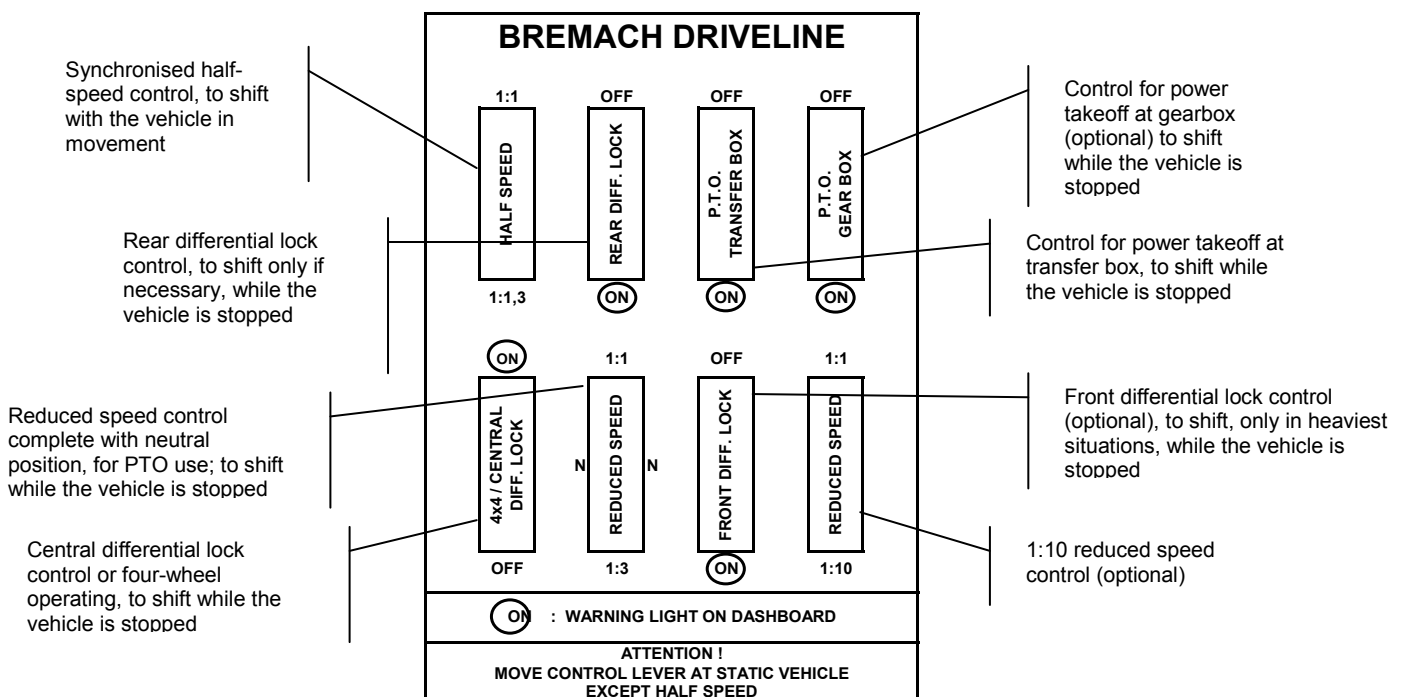 BREMACH DRIVELINE
Synchronised half-
speed control, to shift
with the vehicle in
movement
Rear differential lock
control, to shift only if
necessary, while the
vehicle is stopped
Reduced speed control
complete with neutral
position, for PTO use; to shift
while the vehicle is stopped
Central differential lock
control or four-wheel
operating, to shift while the
vehicle is stopped
1:1
HALF SPEED
1:1,3
OFF
REAR DIFF. LOCK
ON
OFF
P.T.O.
TRANSFER BOX
ON
OFF
P.T.O.
GEAR BOX
ON
ON
4x4 / CENTRAL
DIFF. LOCK
OFF
1:1
N
REDUCED SPEED
N
1:3
OFF
FRONT DIFF. LOCK
ON
1:1
REDUCED SPEED
1:10
Control for power
takeoff at gearbox
(optional) to shift
while the vehicle is
stopped
Control for power takeoff at
transfer box, to shift while
the vehicle is stopped
Front differential lock control
(optional), to shift, only in heaviest
situations, while the vehicle is
stopped
1:10 reduced speed
control (optional)
ON : WARNING LIGHT ON DASHBOARD
ATTENTION !
MOVE CONTROL LEVER AT STATIC VEHICLE
EXCEPT HALF SPEED